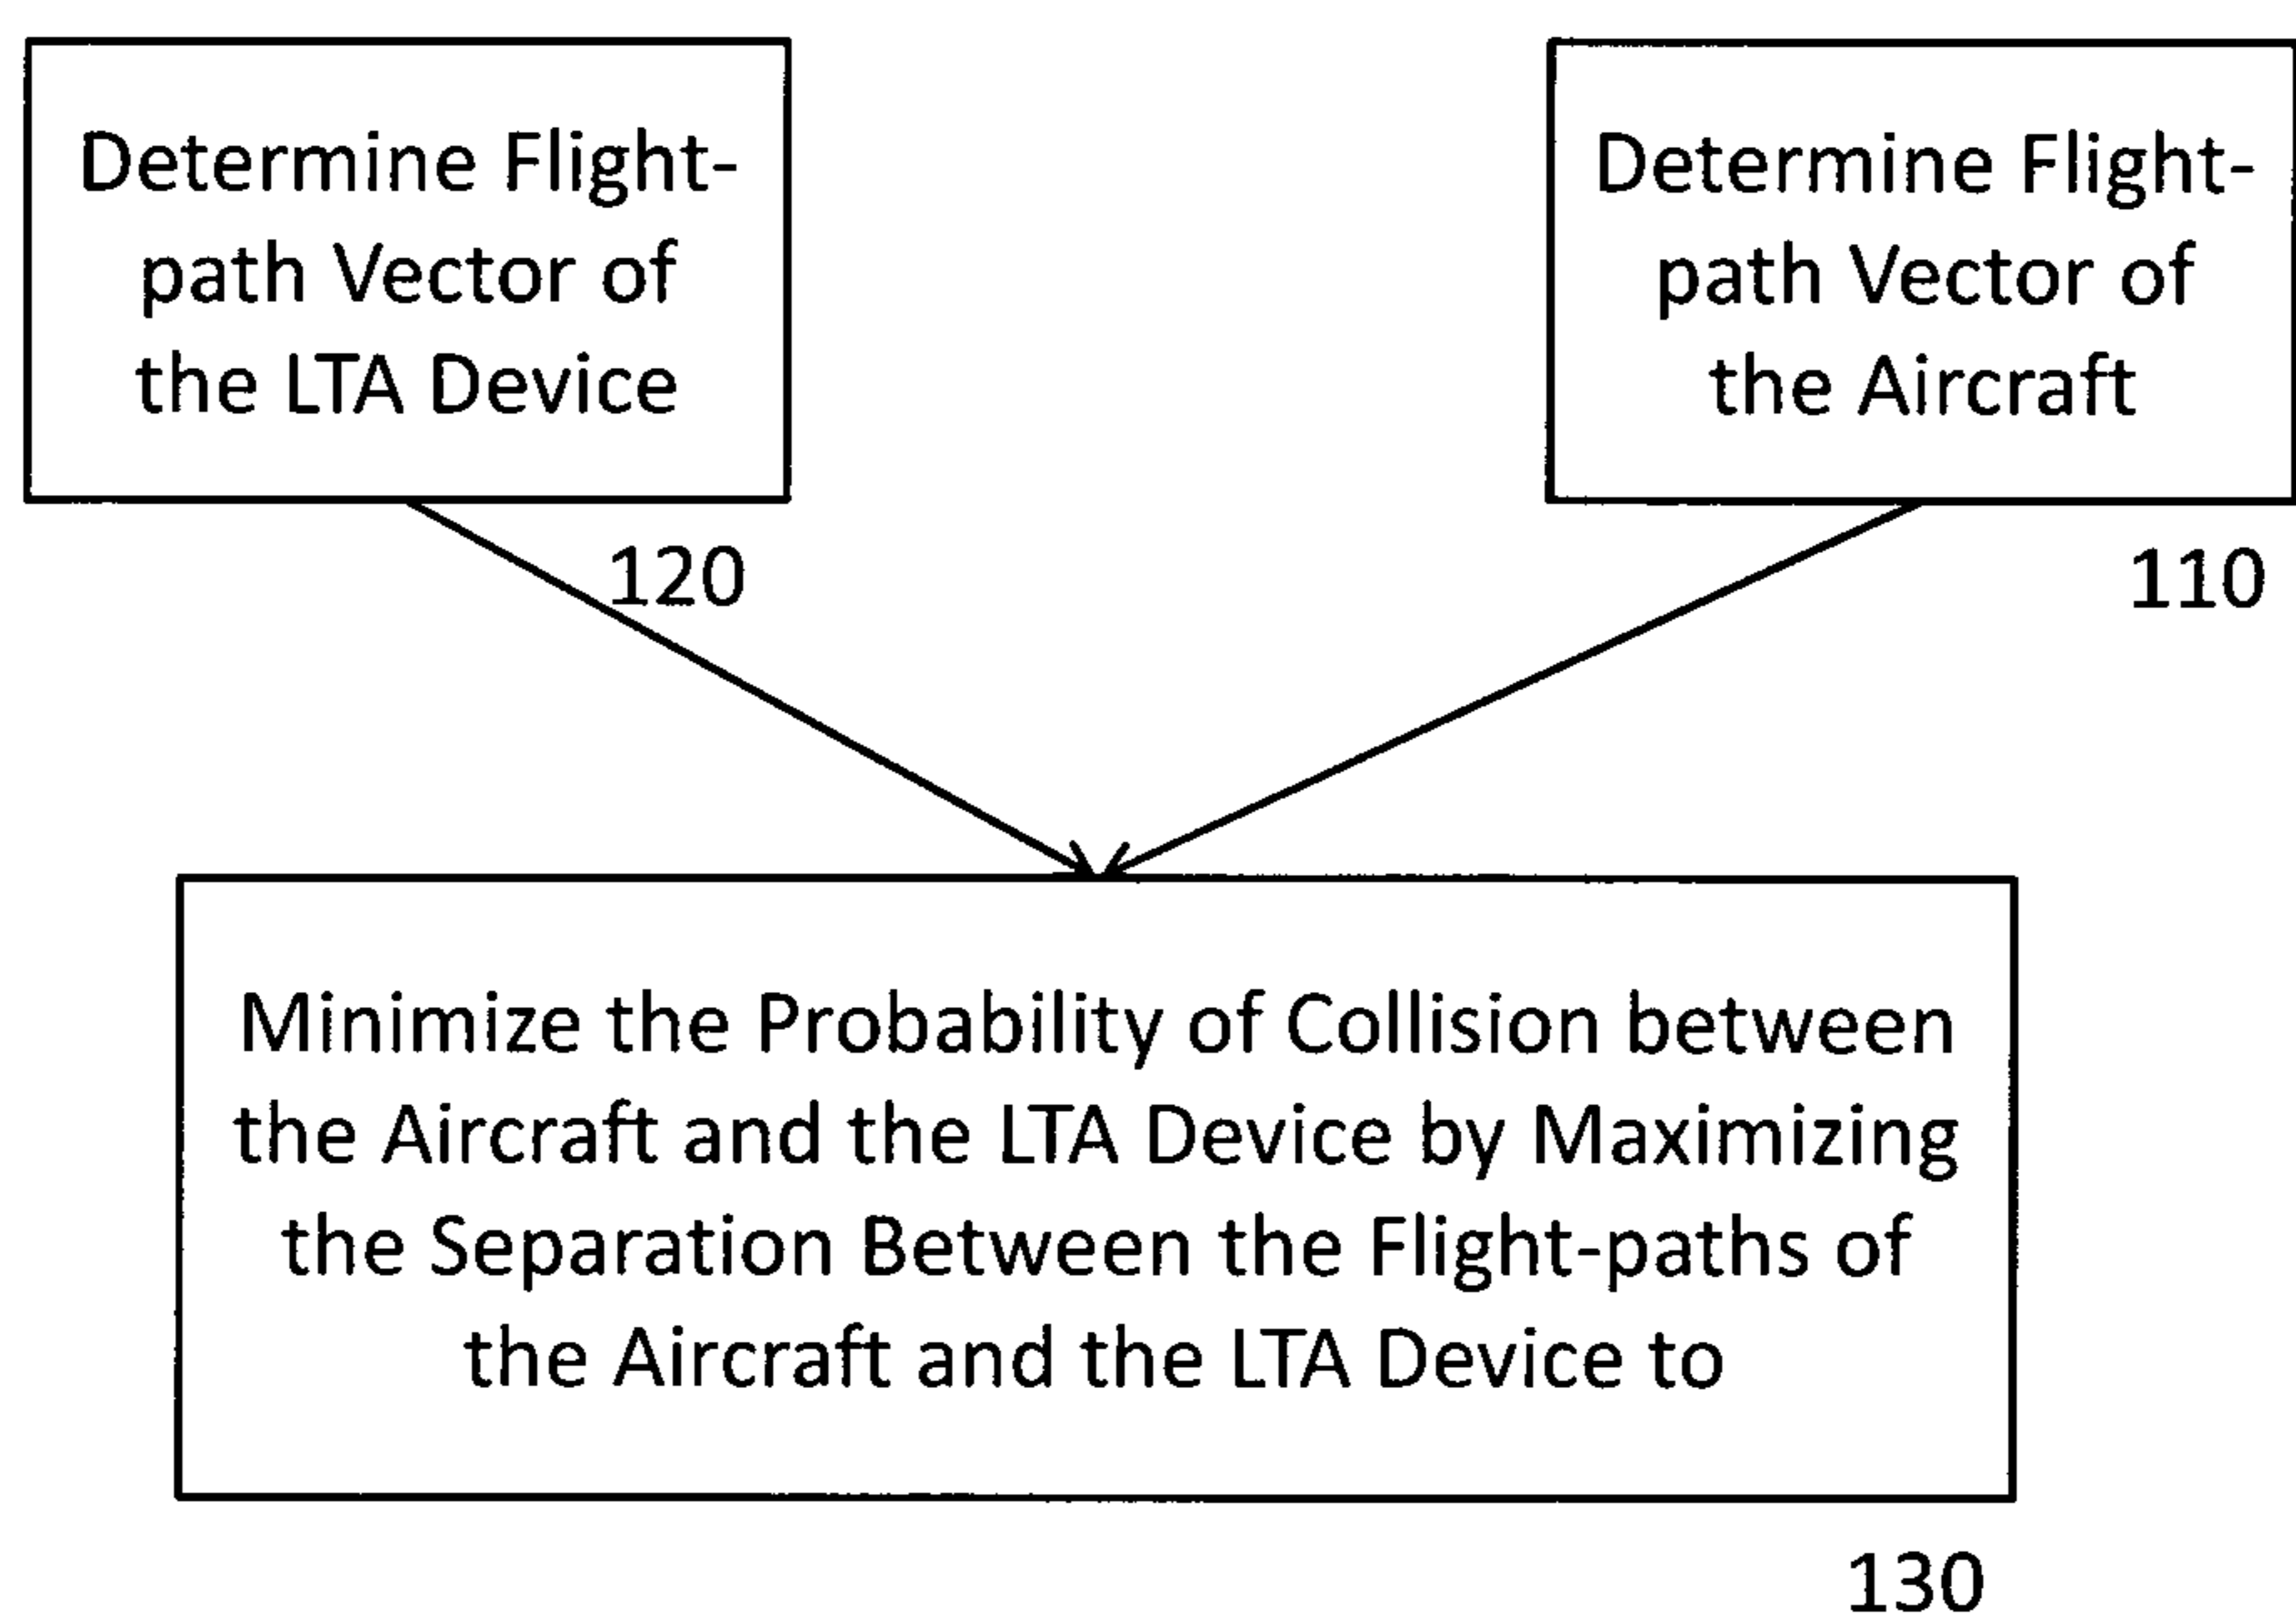 Determine Flight-
path Vector of
the LTA Device
120
Determine Flight-
path Vector of
the Aircraft
110
Minimize the Probability of Collision between
the Aircraft and the LTA Device by Maximizing
the Separation Between the Flight-paths of
the Aircraft and the LTA Device to
130